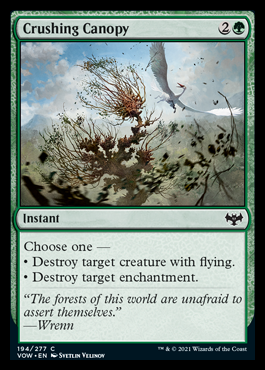 Crushing Canopy 2
Instant
Choose one —
• Destroy target creature with flying.
• Destroy target enchantment.
“The forests of this world are unafraid to
assert themselves.”
—Wrenn
194/277 C
VOW • EN Svetlin Velinov ™ & © 2021 Wizards of the Coast